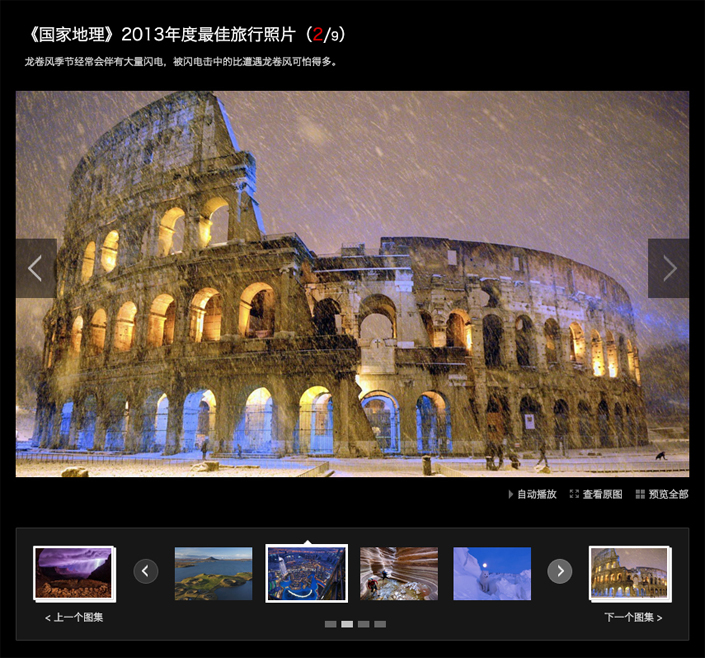 《国家地理》2013年度最佳旅行照片（2/9）
龙卷风季节经常会伴有大量闪电，被闪电击中的比遭遇龙卷风可怕得多。
自动播放 查看原图 预览全部
< 上一个图集 下一个图集 >